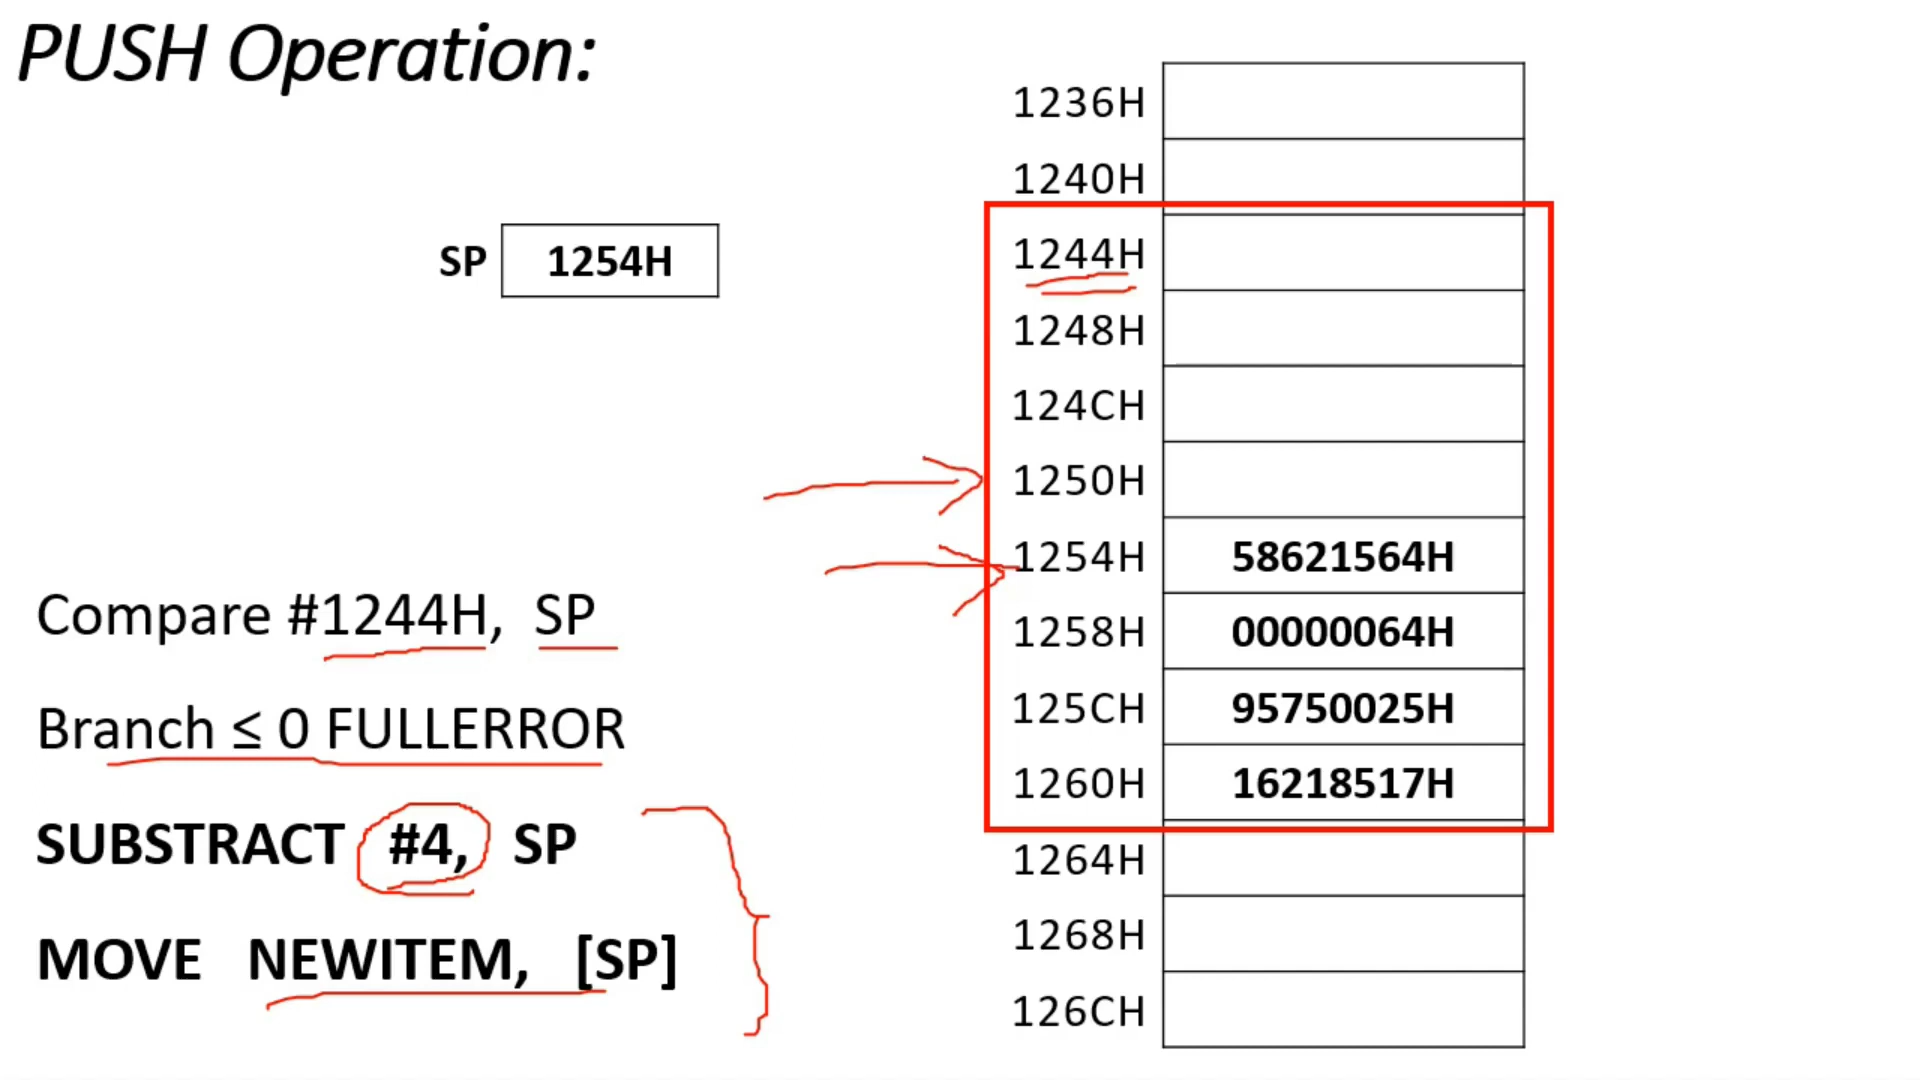 PUSH Operation:
SP 1254H
Compare #1244H, SP
Branch ≤ 0 FULLERROR
SUBSTRACT #4, SP
MOVE NEWITEM, [SP]
1236H
1240H
1244H
1248H
124CH
1250H
1254H 58621564H
1258H 00000064H
125CH 95750025H
1260H 16218517H
1264H
1268H
126CH